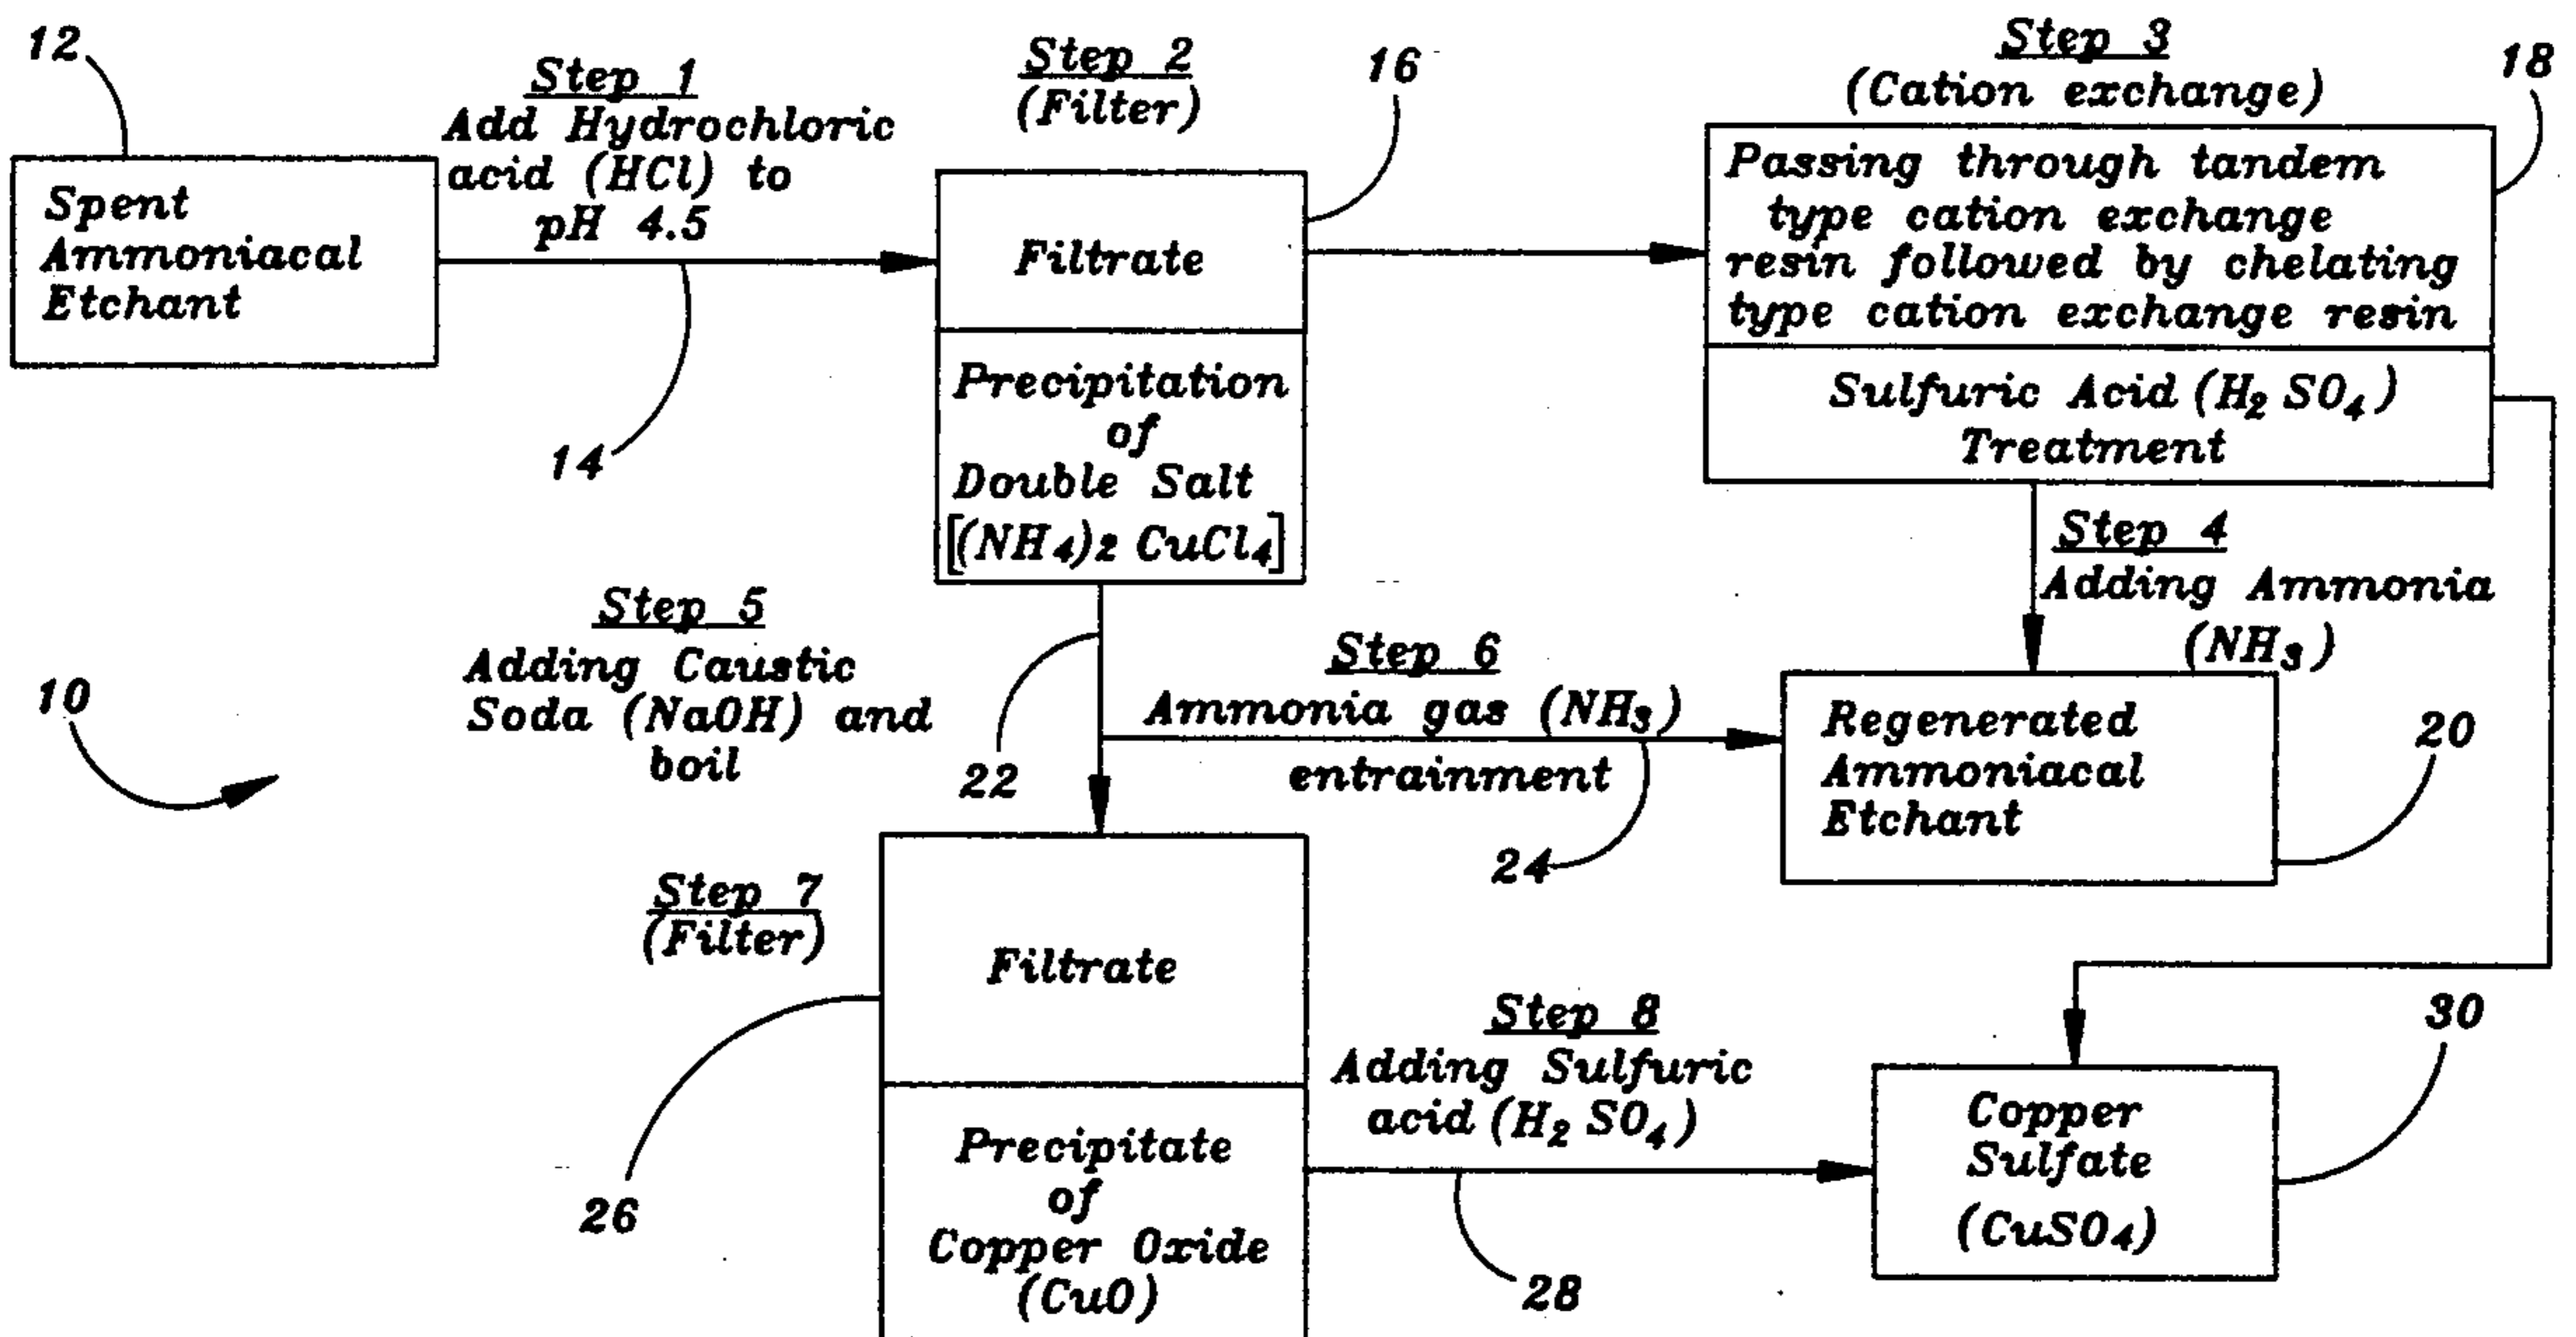 12
Step 1
Add Hydrochloric
acid (HCl) to
pH 4.5
14
Spent
Ammoniacal
Etchant
Step 2
(Filter)
16
Filtrate
Precipitation
of
Double Salt
[(NH4)2 CuCl4]
Step 3
(Cation exchange)
18
Passing through tandem
type cation exchange
resin followed by chelating
type cation exchange resin
Sulfuric Acid (H2 SO4)
Treatment
Step 4
Adding Ammonia
(NH3)
Step 5
Adding Caustic
Soda (NaOH) and
boil
10
22
Step 6
Ammonia gas (NH3)
entrainment
24
Regenerated
Ammoniacal
Etchant
20
Step 7
(Filter)
26
Filtrate
Precipitate
of
Copper Oxide
(CuO)
Step 8
Adding Sulfuric
acid (H2 SO4)
28
Copper
Sulfate
(CuSO4)
30